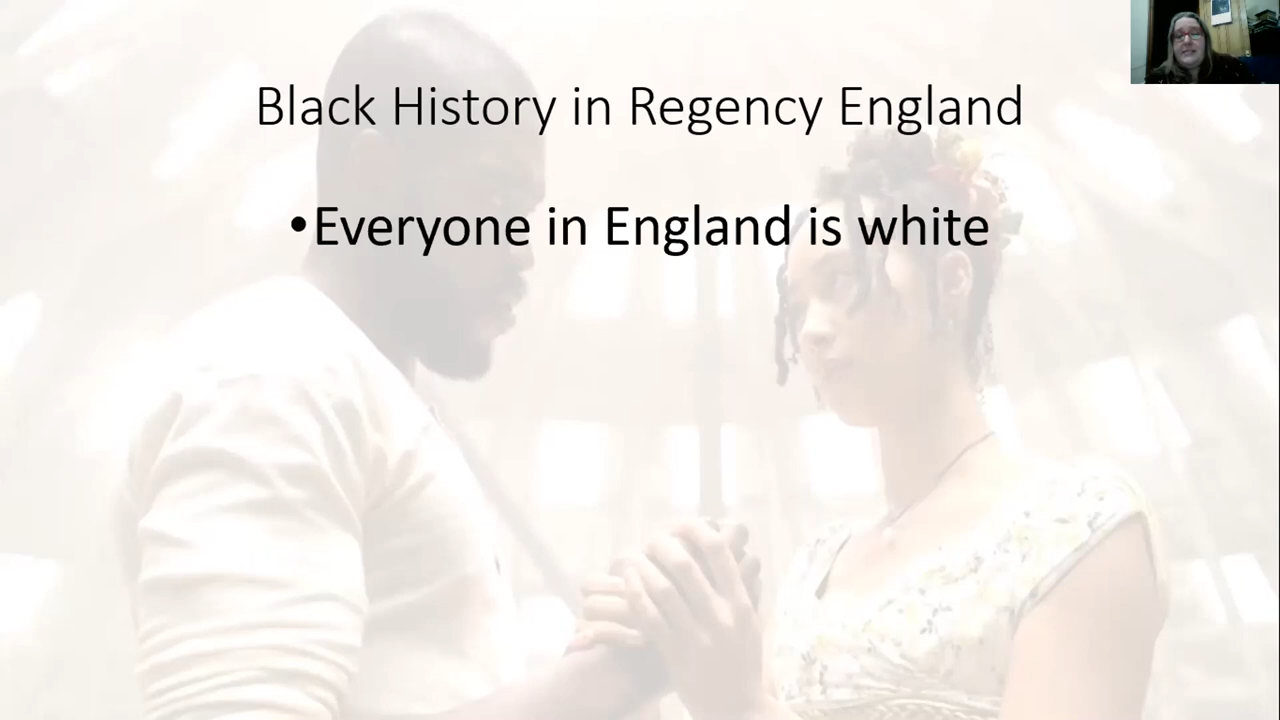 Black History in Regency England
•Everyone in England is white